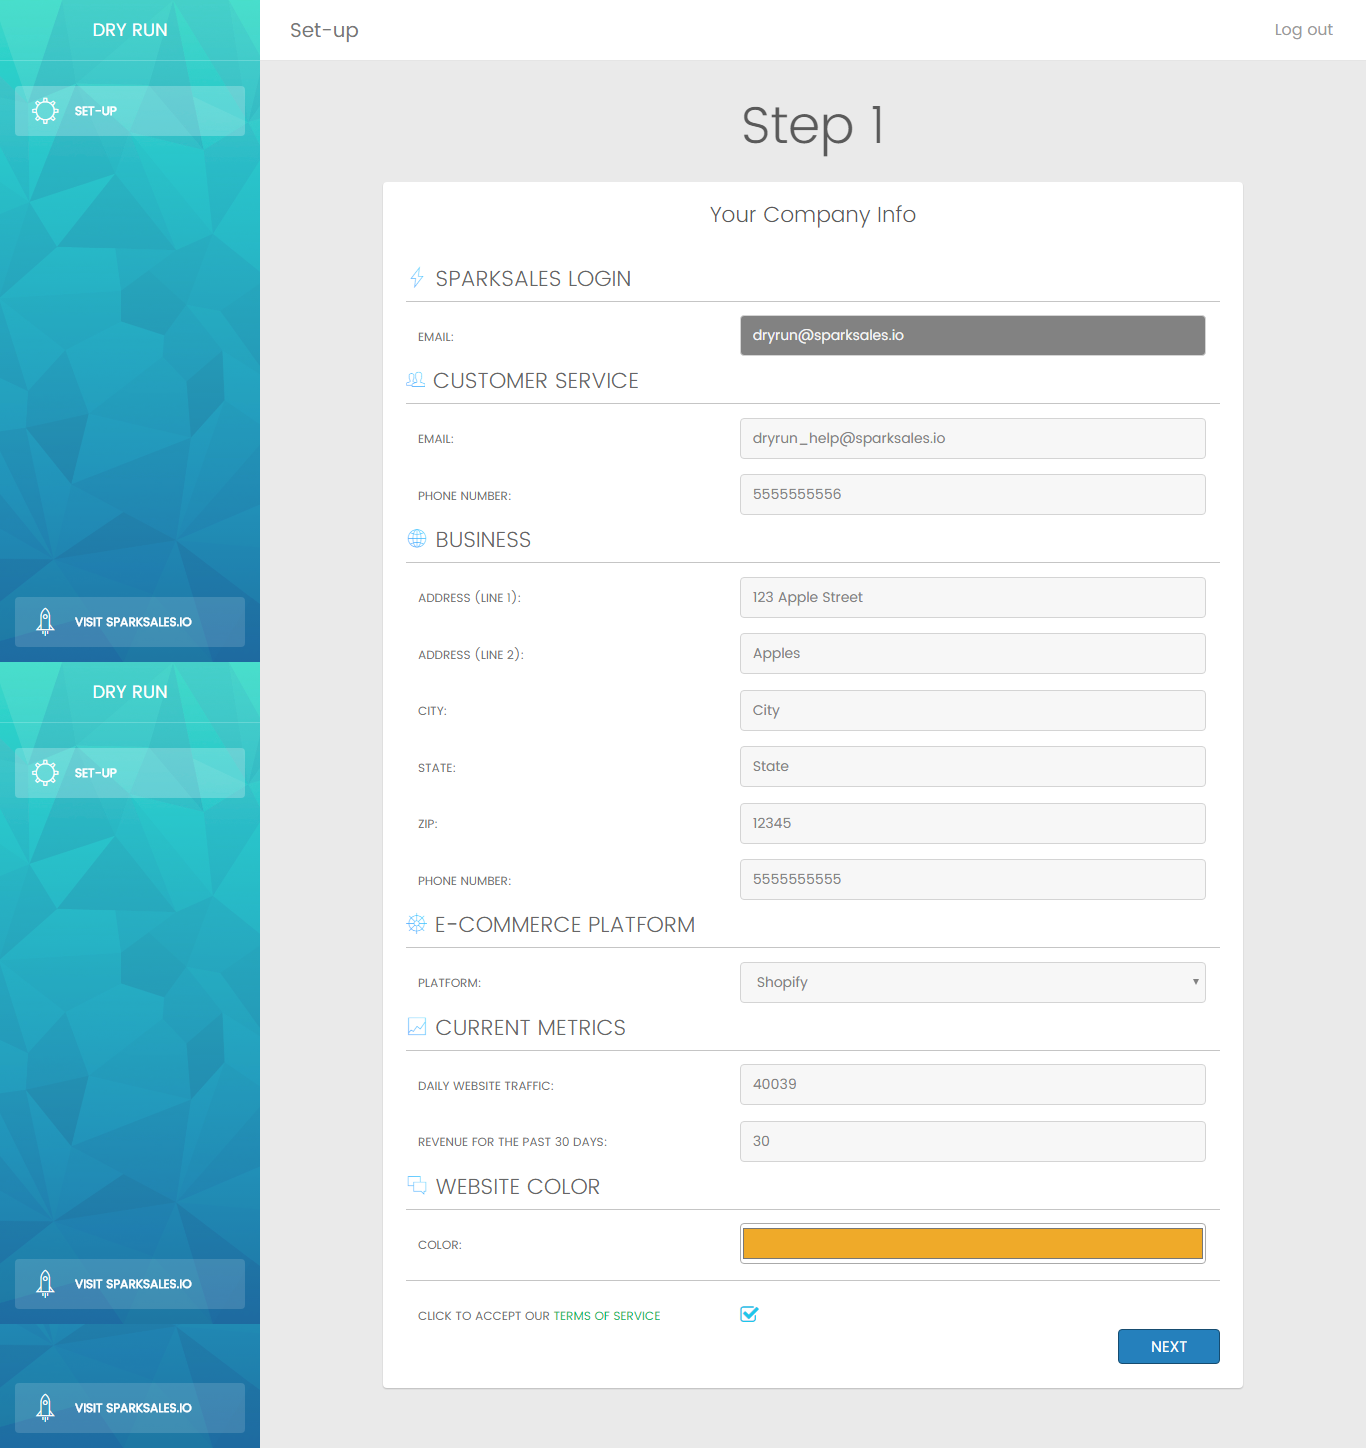 DRY RUN
Set-up
Log out
SET-UP
Step 1
Your Company Info
SPARKSALES LOGIN
EMAIL:
dryrun@sparksales.io
CUSTOMER SERVICE
EMAIL:
dryrun_help@sparksales.io
PHONE NUMBER:
5555555556
BUSINESS
ADDRESS (LINE 1):
123 Apple Street
VISIT SPARKSALES.IO
ADDRESS (LINE 2):
Apples
DRY RUN
CITY:
City
SET-UP
STATE:
State
ZIP:
12345
PHONE NUMBER:
5555555555
E-COMMERCE PLATFORM
PLATFORM:
Shopify
CURRENT METRICS
DAILY WEBSITE TRAFFIC:
40039
REVENUE FOR THE PAST 30 DAYS:
30
WEBSITE COLOR
COLOR:
VISIT SPARKSALES.IO
CLICK TO ACCEPT OUR TERMS OF SERVICE
NEXT
VISIT SPARKSALES.IO